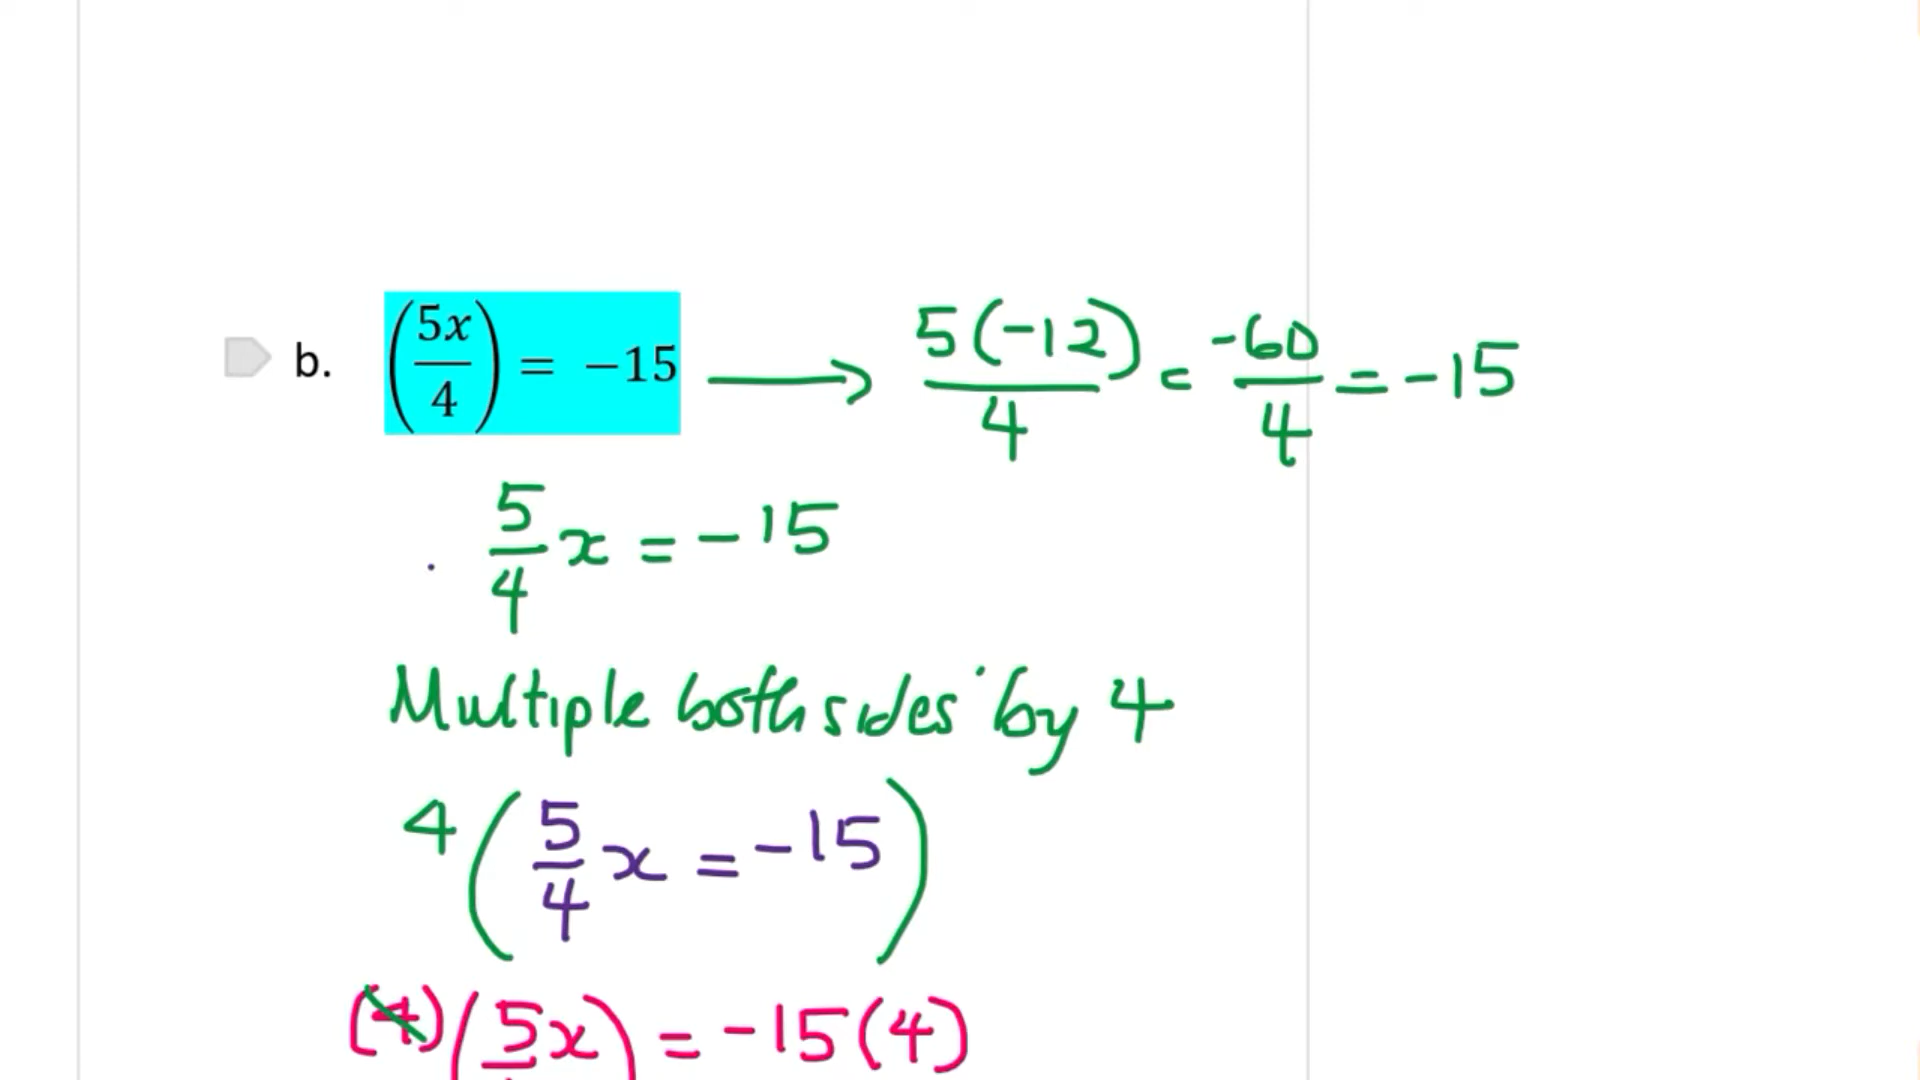 b. (5x/4) = −15 → 5(-12)/4 = -60/4 = -15
5/4 x = -15
Multiple both sides by 4
4(5/4 x = -15)
(4)(5x) = -15(4)